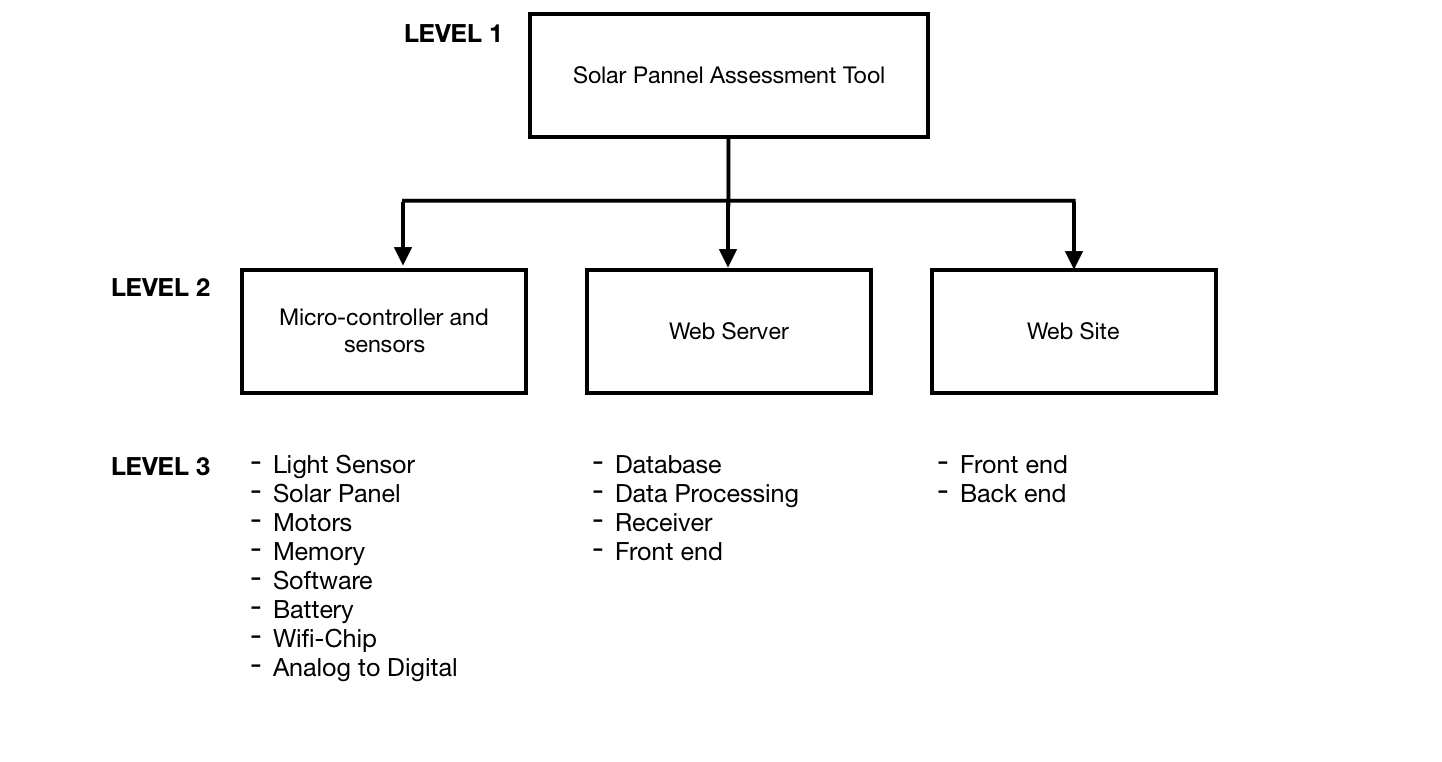 LEVEL 1
Solar Pannel Assessment Tool
LEVEL 2
Micro-controller and
sensors
Web Server
Web Site
LEVEL 3
- Light Sensor
- Solar Panel
- Motors
- Memory
- Software
- Battery
- Wifi-Chip
- Analog to Digital
- Database
- Data Processing
- Receiver
- Front end
- Front end
- Back end